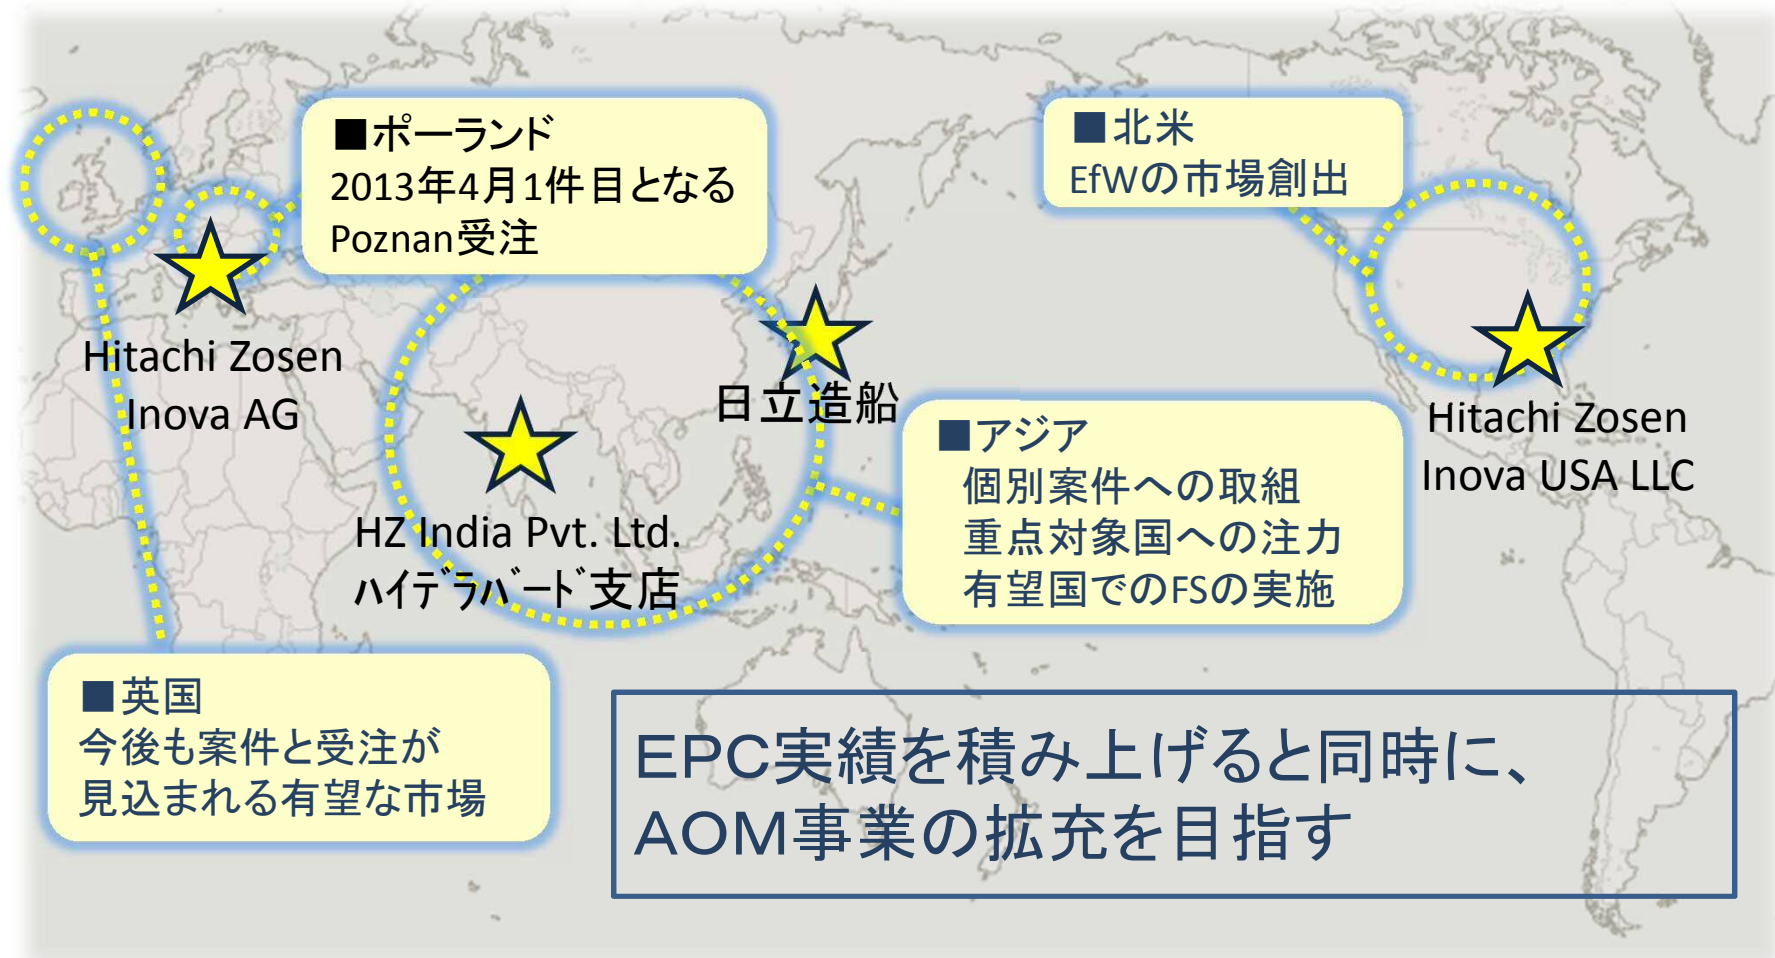 ■ポーランド
2013年4月1件目となる
Poznan受注
■北米
EfWの市場創出
Hitachi Zosen
Inova AG
日立造船
Hitachi Zosen
Inova USA LLC
■アジア
個別案件への取組
重点対象国への注力
有望国でのFSの実施
HZ India Pvt. Ltd.
ﾊｲﾃﾞﾗﾊﾞｰﾄﾞ支店
■英国
今後も案件と受注が
見込まれる有望な市場
ＥＰＣ実績を積み上げると同時に、
ＡＯＭ事業の拡充を目指す